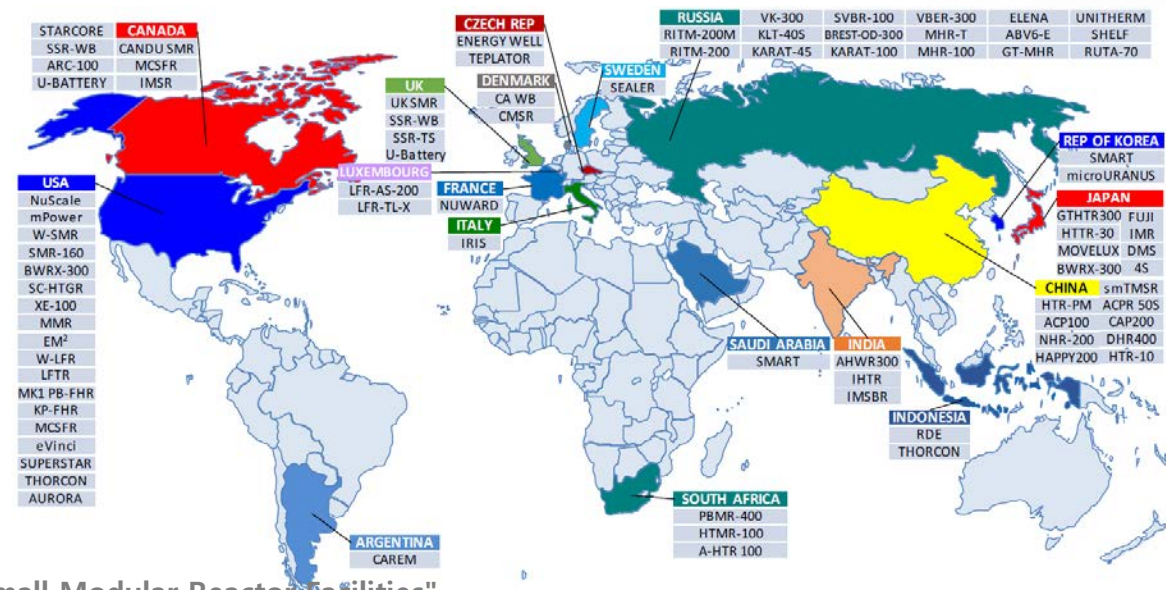 STARCORE CANADA
SSR-WB CANDU SMR
ARC-100 MCSFR
U-BATTERY IMSR
CZECH REP
ENERGY WELL
TEPLATOR
RUSSIA VK-300 SVBR-100 VBER-300 ELENA UNITHERM
RITM-200M KLT-40S BREST-OD-300 MHR-T ABV6-E SHELF
RITM-200 KARAT-45 KARAT-100 MHR-100 GT-MHR RUTA-70
UK
UKSMR
SSR-WB
SSR-TS
U-Battery
DENMARK
CA WB
CMSR
SWEDEN
SEALER
LUXEMBOURG
LFR-AS-200
LFR-TL-X
FRANCE
NUWARD
ITALY
IRIS
REP OF KOREA
SMART
microURANUS
JAPAN
GTHTR300 FUJI
HTTR-30 IMR
MOVELUX DMS
BWRX-300 4S
CHINA smTMSR
HTR-PM ACPR 50S
ACP100 CAP200
NHR-200 DHR400
HAPPY200 HTR-10
USA
NuScale
mPower
W-SMR
SMR-160
BWRX-300
SC-HTGR
XE-100
MMR
EM²
W-LFR
LFTR
MK1 PB-FHR
KP-FHR
MCSFR
eVinci
SUPERSTAR
THORCON
AURORA
SAUDI ARABIA
SMART
INDIA
AHWR300
IHTR
IMSBR
INDONESIA
RDE
THORCON
SOUTH AFRICA
PBMR-400
HTMR-100
A-HTR 100
ARGENTINA
CAREM
Modular Reactor Facilities"